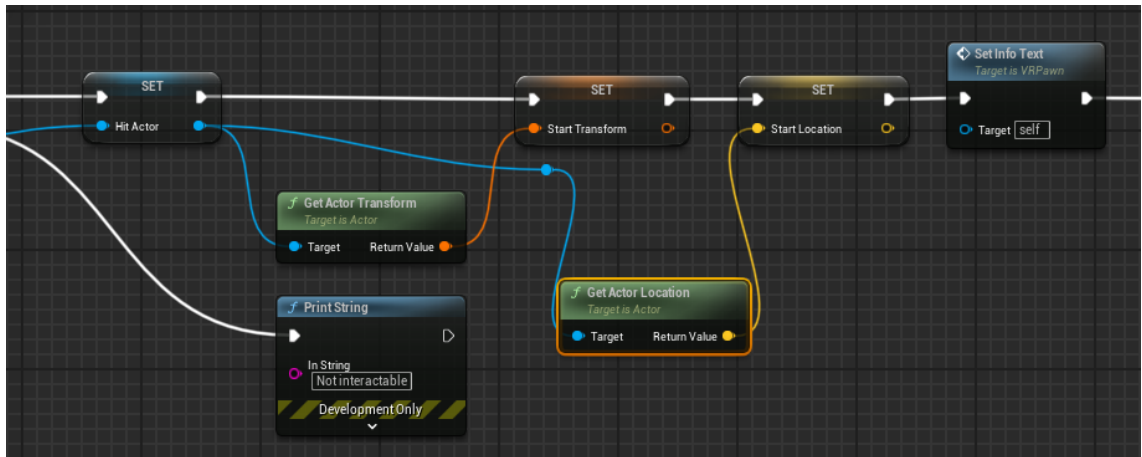 SET
Hit Actor
SET
Start Transform
SET
Start Location
Set Info Text
Target is VRPawn
Target self
f Get Actor Transform
Target is Actor
Target Return Value
f Print String
In String
Not interactable
Development Only
f Get Actor Location
Target is Actor
Target Return Value